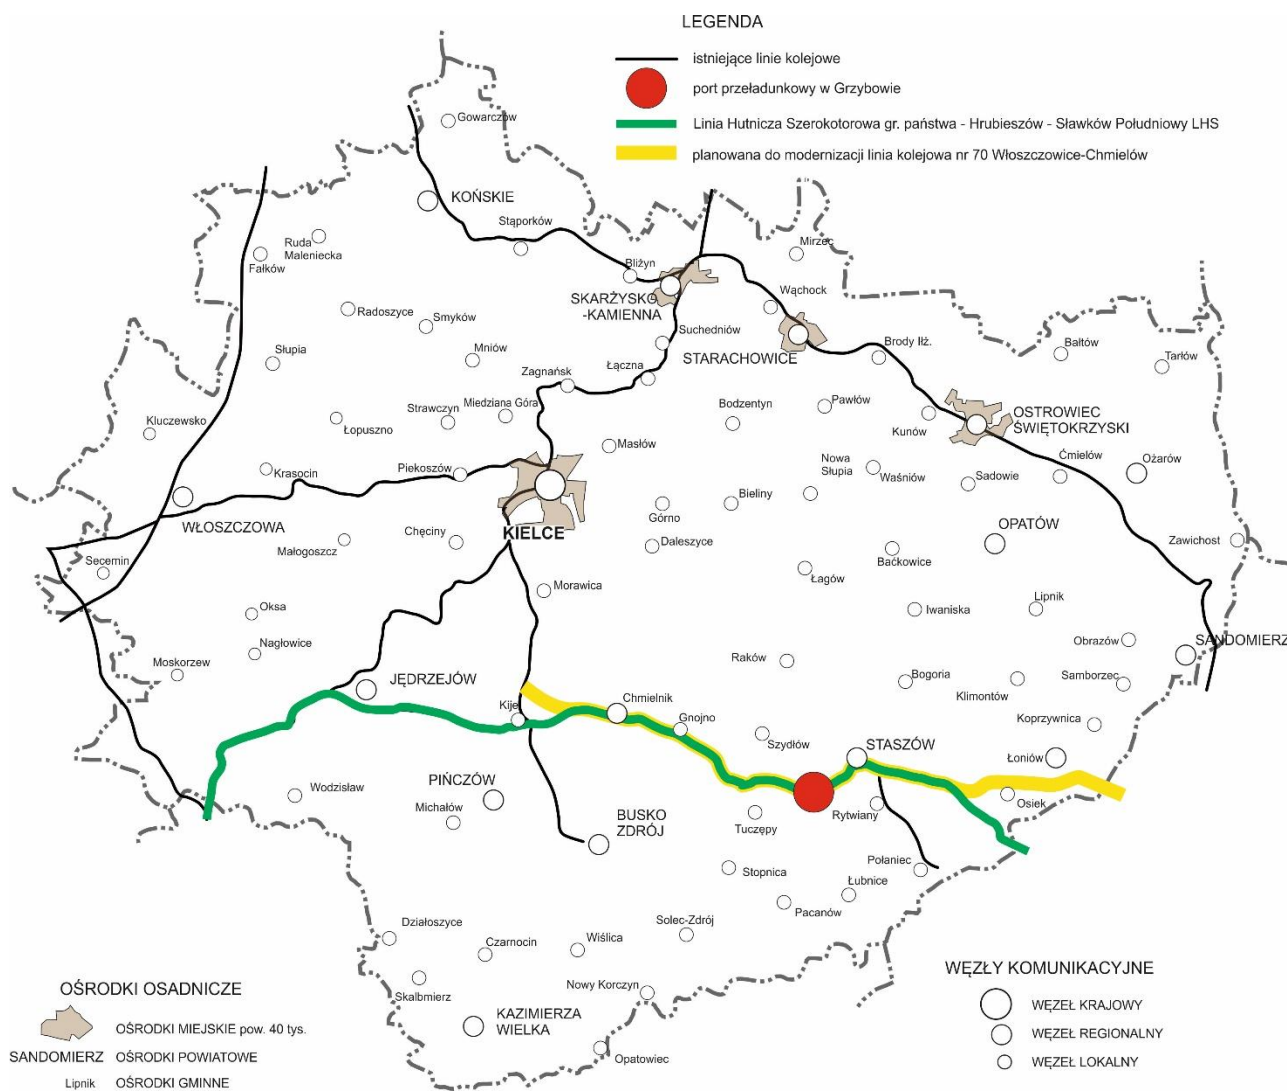 LEGENDA
istniejące linie kolejowe
port przeładunkowy w Grzybowie
Linia Hutnicza Szerokotorowa gr. państwa - Hrubieszów - Sławków Południowy LHS
planowana do modernizacji linia kolejowa nr 70 Włoszczowice-Chmielów
Gowarczów
KOŃSKIE
Stąporków
Ruda
Maleniecka
Fałków
Mirzec
Bliżyn
SKARŻYSKO
-KAMIENNA
Wąchock
Radoszyce
Smyków
Suchedniów
STARACHOWICE
Brody Iłż.
Bałtów
Tarłów
Słupia
Mniów
Zagnańsk
Łączna
Kluczewsko
Łopuszno
Strawczyn
Miedziana Góra
Bodzentyn
Pawłów
Kunów
OSTROWIEC
ŚWIĘTOKRZYSKI
Masłów
Krasocin
Piekoszów
Nowa
Słupia
Waśniów
Sadowie
Ćmielów
Ożarów
WŁOSZCZOWA
KIELCE
Górno
Bieliny
OPATÓW
Małogoszcz
Chęciny
Daleszyce
Baćkowice
Zawichost
Secemin
Łagów
Morawica
Oksa
Iwaniska
Lipnik
Nagłowice
Obrazów
SANDOMIERZ
Moskorzew
Raków
JĘDRZEJÓW
Bogoria
Klimontów
Samborzec
Kije
Chmielnik
Gnojno
Koprzywnica
Szydłów
STASZÓW
Łoniów
PIŃCZÓW
Wodzisław
Michałów
Osiek
Rytwiany
Tuczępy
BUSKO
ZDRÓJ
Stopnica
Połaniec
Łubnice
Pacanów
Działoszyce
Czarnocin
Wiślica
Solec-Zdrój
Skalbmierz
Nowy Korczyn
KAZIMIERZA
WIELKA
Opatowiec
OŚRODKI OSADNICZE
OŚRODKI MIEJSKIE pow. 40 tys.
SANDOMIERZ OŚRODKI POWIATOWE
Lipnik OŚRODKI GMINNE
WĘZŁY KOMUNIKACYJNE
WĘZEŁ KRAJOWY
WĘZEŁ REGIONALNY
WĘZEŁ LOKALNY